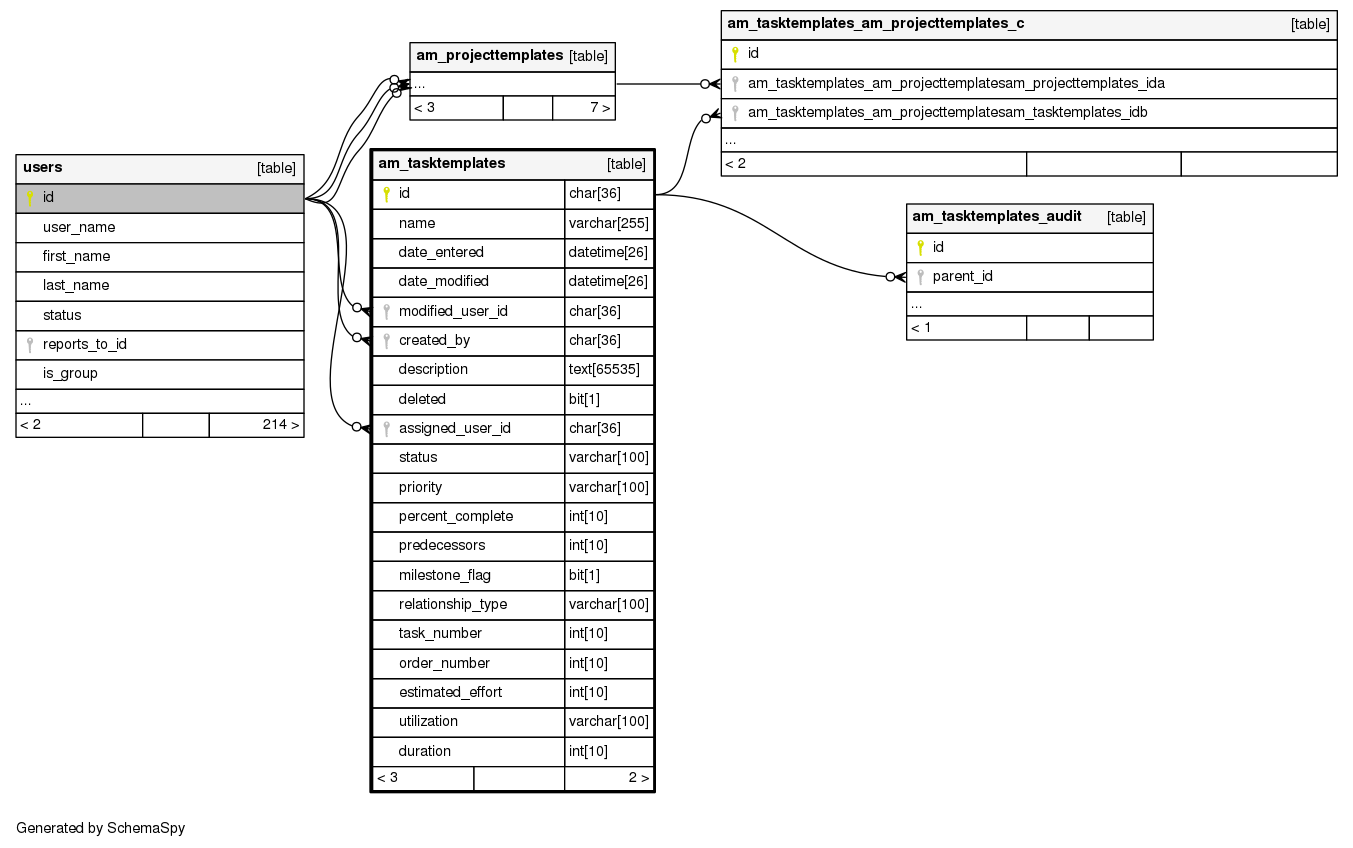 am_projecttemplates [table]
...
< 3 7 >
am_tasktemplates_am_projecttemplates_c [table]
id
am_tasktemplates_am_projecttemplatesam_projecttemplates_ida
am_tasktemplates_am_projecttemplatesam_tasktemplates_idb
...
< 2
users [table]
id
user_name
first_name
last_name
status
reports_to_id
is_group
...
< 2 214 >
am_tasktemplates [table]
id char[36]
name varchar[255]
date_entered datetime[26]
date_modified datetime[26]
modified_user_id char[36]
created_by char[36]
description text[65535]
deleted bit[1]
assigned_user_id char[36]
status varchar[100]
priority varchar[100]
percent_complete int[10]
predecessors int[10]
milestone_flag bit[1]
relationship_type varchar[100]
task_number int[10]
order_number int[10]
estimated_effort int[10]
utilization varchar[100]
duration int[10]
< 3 2 >
am_tasktemplates_audit [table]
id
parent_id
...
< 1
Generated by SchemaSpy